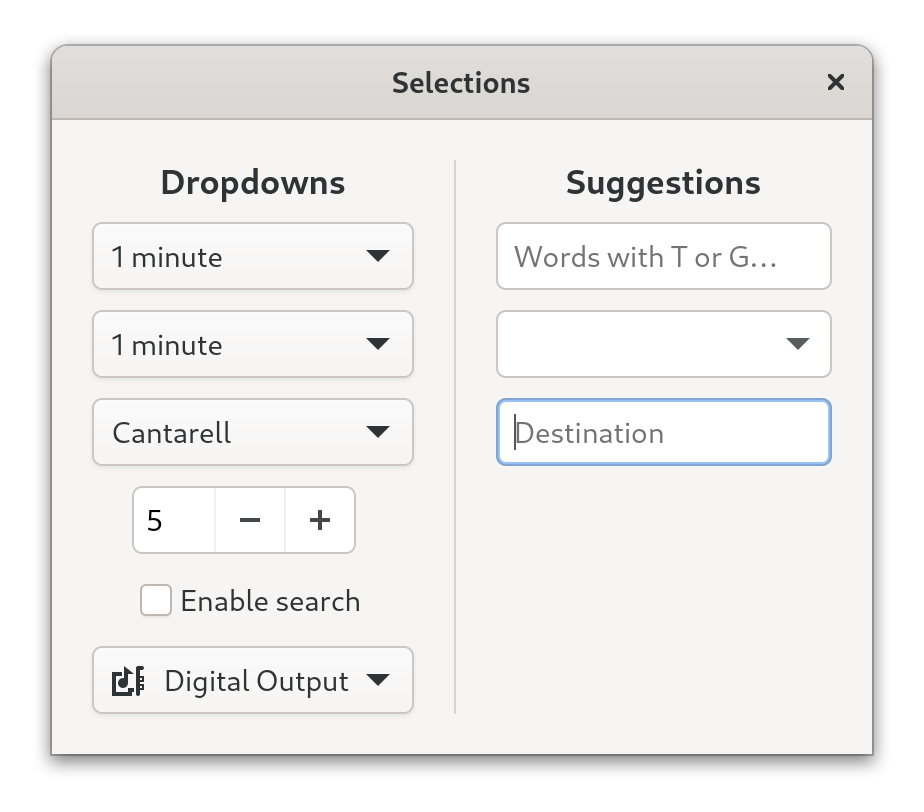 Selections
Dropdowns
1 minute
1 minute
Cantarell
5
Enable search
Digital Output
Suggestions
Words with T or G…
Destination